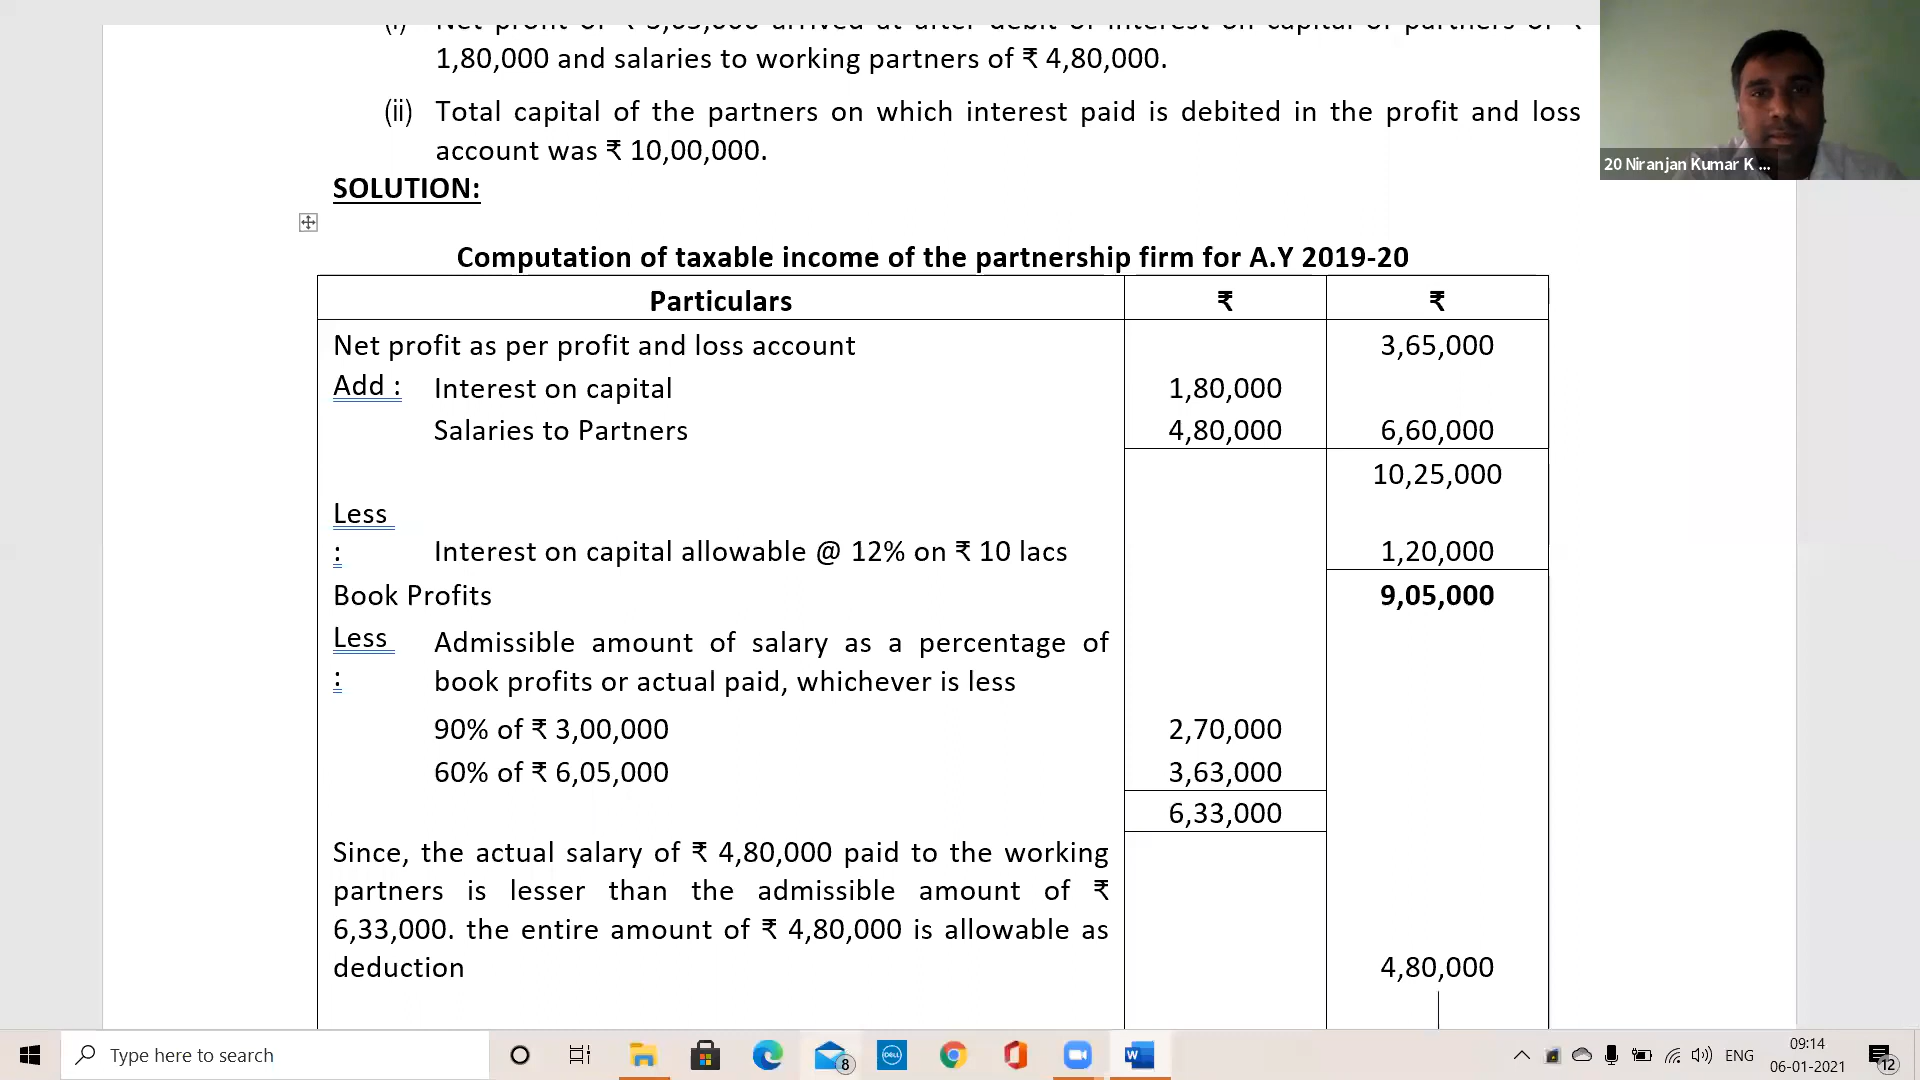 1,80,000 and salaries to working partners of ₹ 4,80,000.
(ii) Total capital of the partners on which interest paid is debited in the profit and loss
account was ₹ 10,00,000.
SOLUTION:
20 Niranjan Kumar K ...
Computation of taxable income of the partnership firm for A.Y 2019-20
Particulars ₹ ₹
Net profit as per profit and loss account 3,65,000
Add : Interest on capital 1,80,000
Salaries to Partners 4,80,000 6,60,000
10,25,000
Less
: Interest on capital allowable @ 12% on ₹ 10 lacs 1,20,000
Book Profits 9,05,000
Less Admissible amount of salary as a percentage of
: book profits or actual paid, whichever is less
90% of ₹ 3,00,000 2,70,000
60% of ₹ 6,05,000 3,63,000
6,33,000
Since, the actual salary of ₹ 4,80,000 paid to the working
partners is lesser than the admissible amount of ₹
6,33,000. the entire amount of ₹ 4,80,000 is allowable as
deduction 4,80,000
Type here to search
8
DELL
W
ENG
09:14
06-01-2021
12